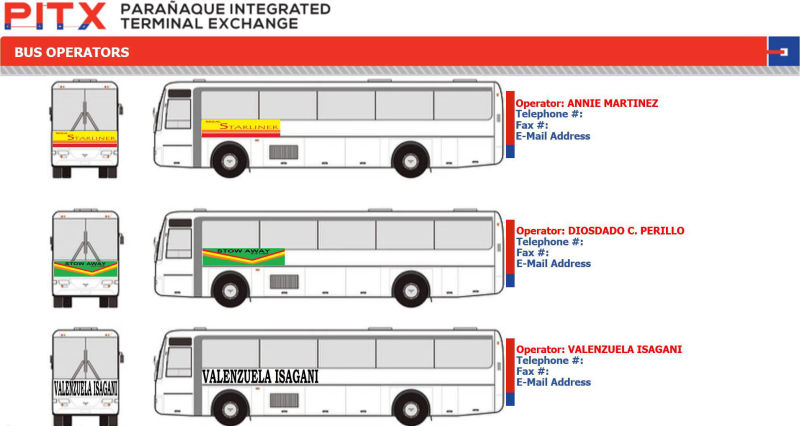 PITX PARAÑAQUE INTEGRATED
TERMINAL EXCHANGE
BUS OPERATORS
STARLINER
STARLINER
Operator: ANNIE MARTINEZ
Telephone #:
Fax #:
E-Mail Address
STOW AWAY
STOW AWAY
Operator: DIOSDADO C. PERILLO
Telephone #:
Fax #:
E-Mail Address
VALENZUELA ISAGANI
VALENZUELA ISAGANI
Operator: VALENZUELA ISAGANI
Telephone #:
Fax #:
E-Mail Address